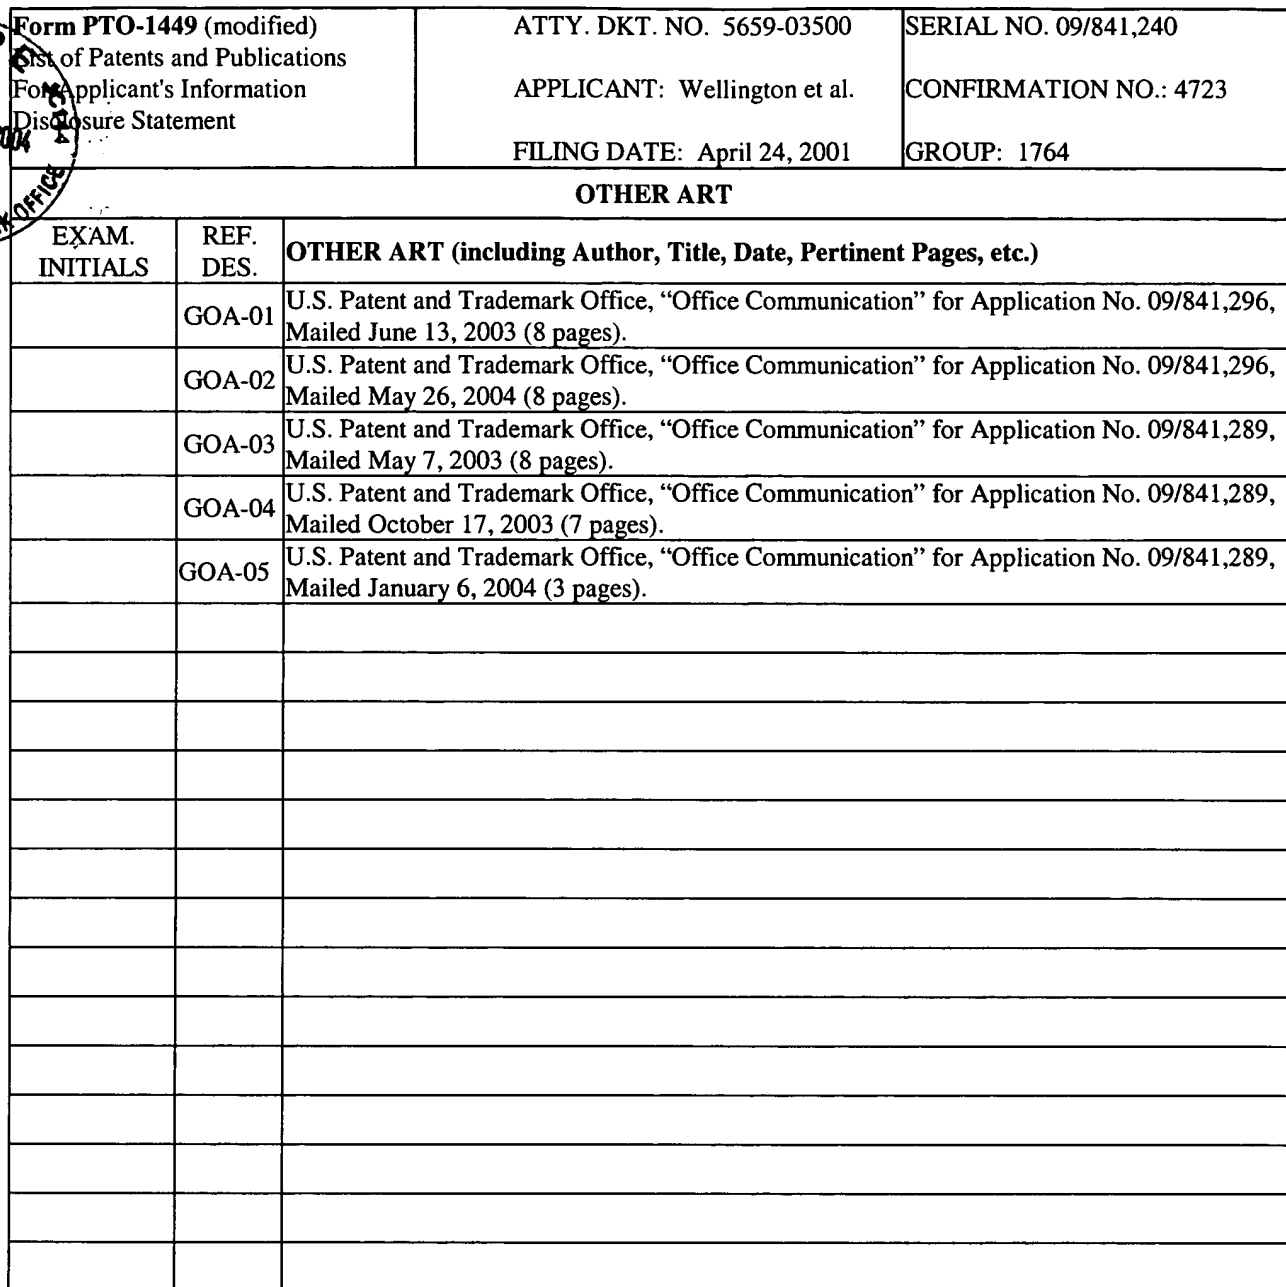 Form PTO-1449 (modified)
List of Patents and Publications
For Applicant's Information
Disclosure Statement
ATTY. DKT. NO. 5659-03500
APPLICANT: Wellington et al.
FILING DATE: April 24, 2001
SERIAL NO. 09/841,240
CONFIRMATION NO.: 4723
GROUP: 1764
2004
OFFICE
OTHER ART
EXAM.
INITIALS
REF.
DES.
OTHER ART (including Author, Title, Date, Pertinent Pages, etc.)
GOA-01
U.S. Patent and Trademark Office, “Office Communication” for Application No. 09/841,296,
Mailed June 13, 2003 (8 pages).
GOA-02
U.S. Patent and Trademark Office, “Office Communication” for Application No. 09/841,296,
Mailed May 26, 2004 (8 pages).
GOA-03
U.S. Patent and Trademark Office, “Office Communication” for Application No. 09/841,289,
Mailed May 7, 2003 (8 pages).
GOA-04
U.S. Patent and Trademark Office, “Office Communication” for Application No. 09/841,289,
Mailed October 17, 2003 (7 pages).
GOA-05
U.S. Patent and Trademark Office, “Office Communication” for Application No. 09/841,289,
Mailed January 6, 2004 (3 pages).